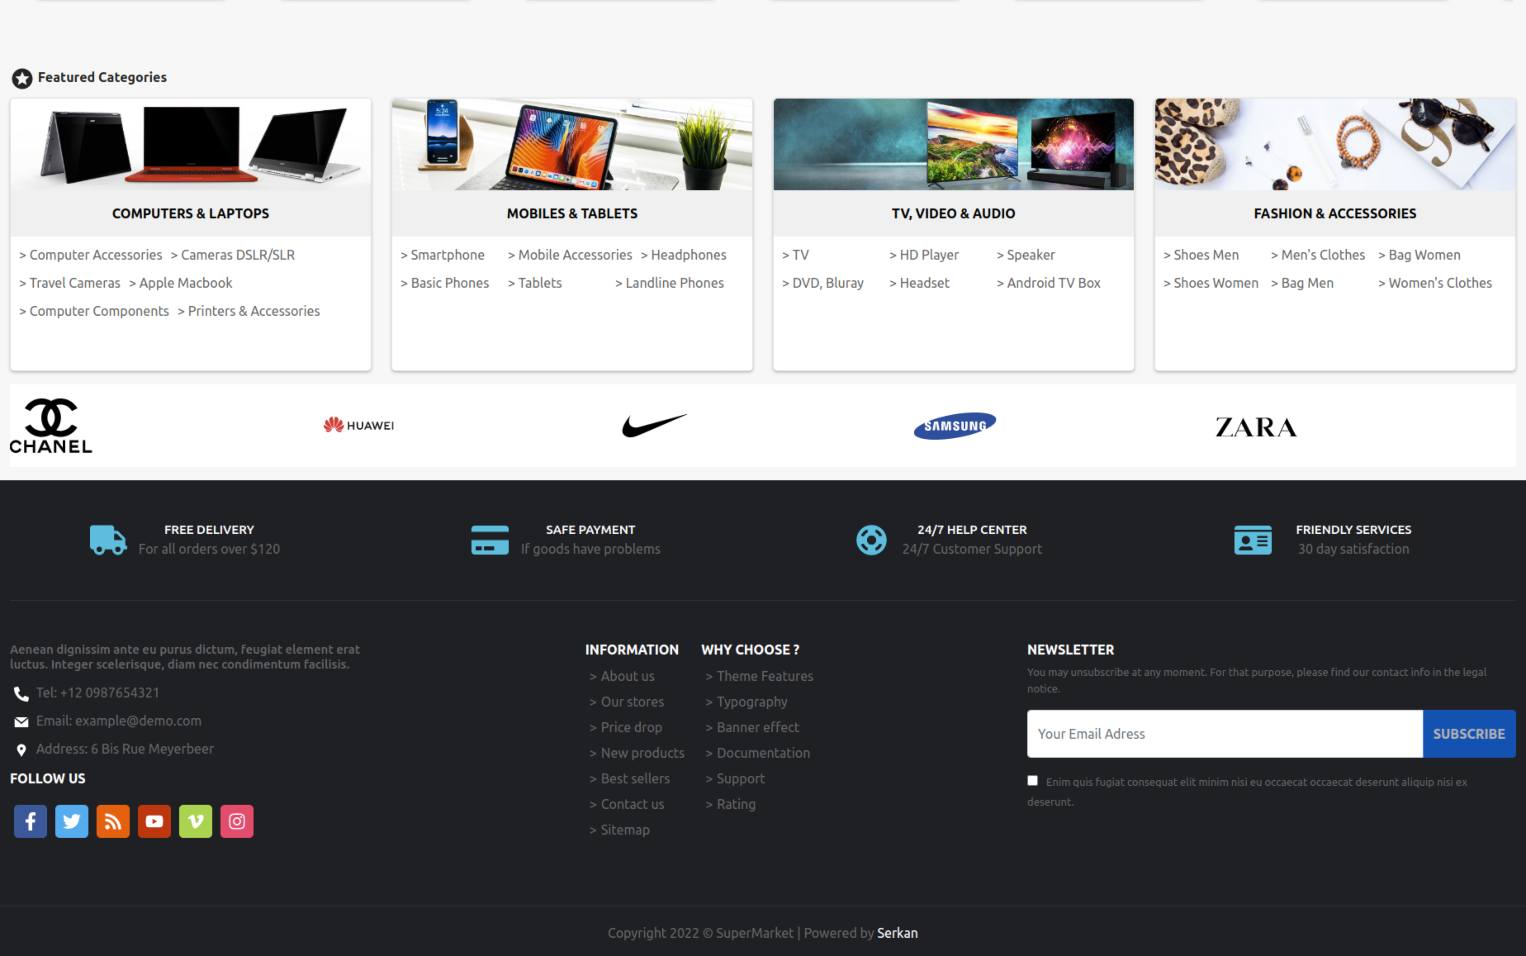 Featured Categories
COMPUTERS & LAPTOPS
> Computer Accessories > Cameras DSLR/SLR
> Travel Cameras > Apple Macbook
> Computer Components > Printers & Accessories
5:24
MOBILES & TABLETS
> Smartphone > Mobile Accessories > Headphones
> Basic Phones > Tablets > Landline Phones
TV, VIDEO & AUDIO
> TV > HD Player > Speaker
> DVD, Bluray > Headset > Android TV Box
FASHION & ACCESSORIES
> Shoes Men > Men's Clothes > Bag Women
> Shoes Women > Bag Men > Women's Clothes
CHANEL
HUAWEI
SAMSUNG
ZARA
FREE DELIVERY
For all orders over $120
SAFE PAYMENT
If goods have problems
24/7 HELP CENTER
24/7 Customer Support
FRIENDLY SERVICES
30 day satisfaction
Aenean dignissim ante eu purus dictum, feugiat element erat
luctus. Integer scelerisque, diam nec condimentum facilisis.
Tel: +12 0987654321
Email: example@demo.com
Address: 6 Bis Rue Meyerbeer
FOLLOW US
INFORMATION
> About us
> Our stores
> Price drop
> New products
> Best sellers
> Contact us
> Sitemap
WHY CHOOSE ?
> Theme Features
> Typography
> Banner effect
> Documentation
> Support
> Rating
NEWSLETTER
You may unsubscribe at any moment. For that purpose, please find our contact info in the legal
notice.
Your Email Adress
SUBSCRIBE
Enim quis fugiat consequat elit minim nisi eu occaecat occaecat deserunt aliquip nisi ex
deserunt.
Copyright 2022 © SuperMarket | Powered by Serkan